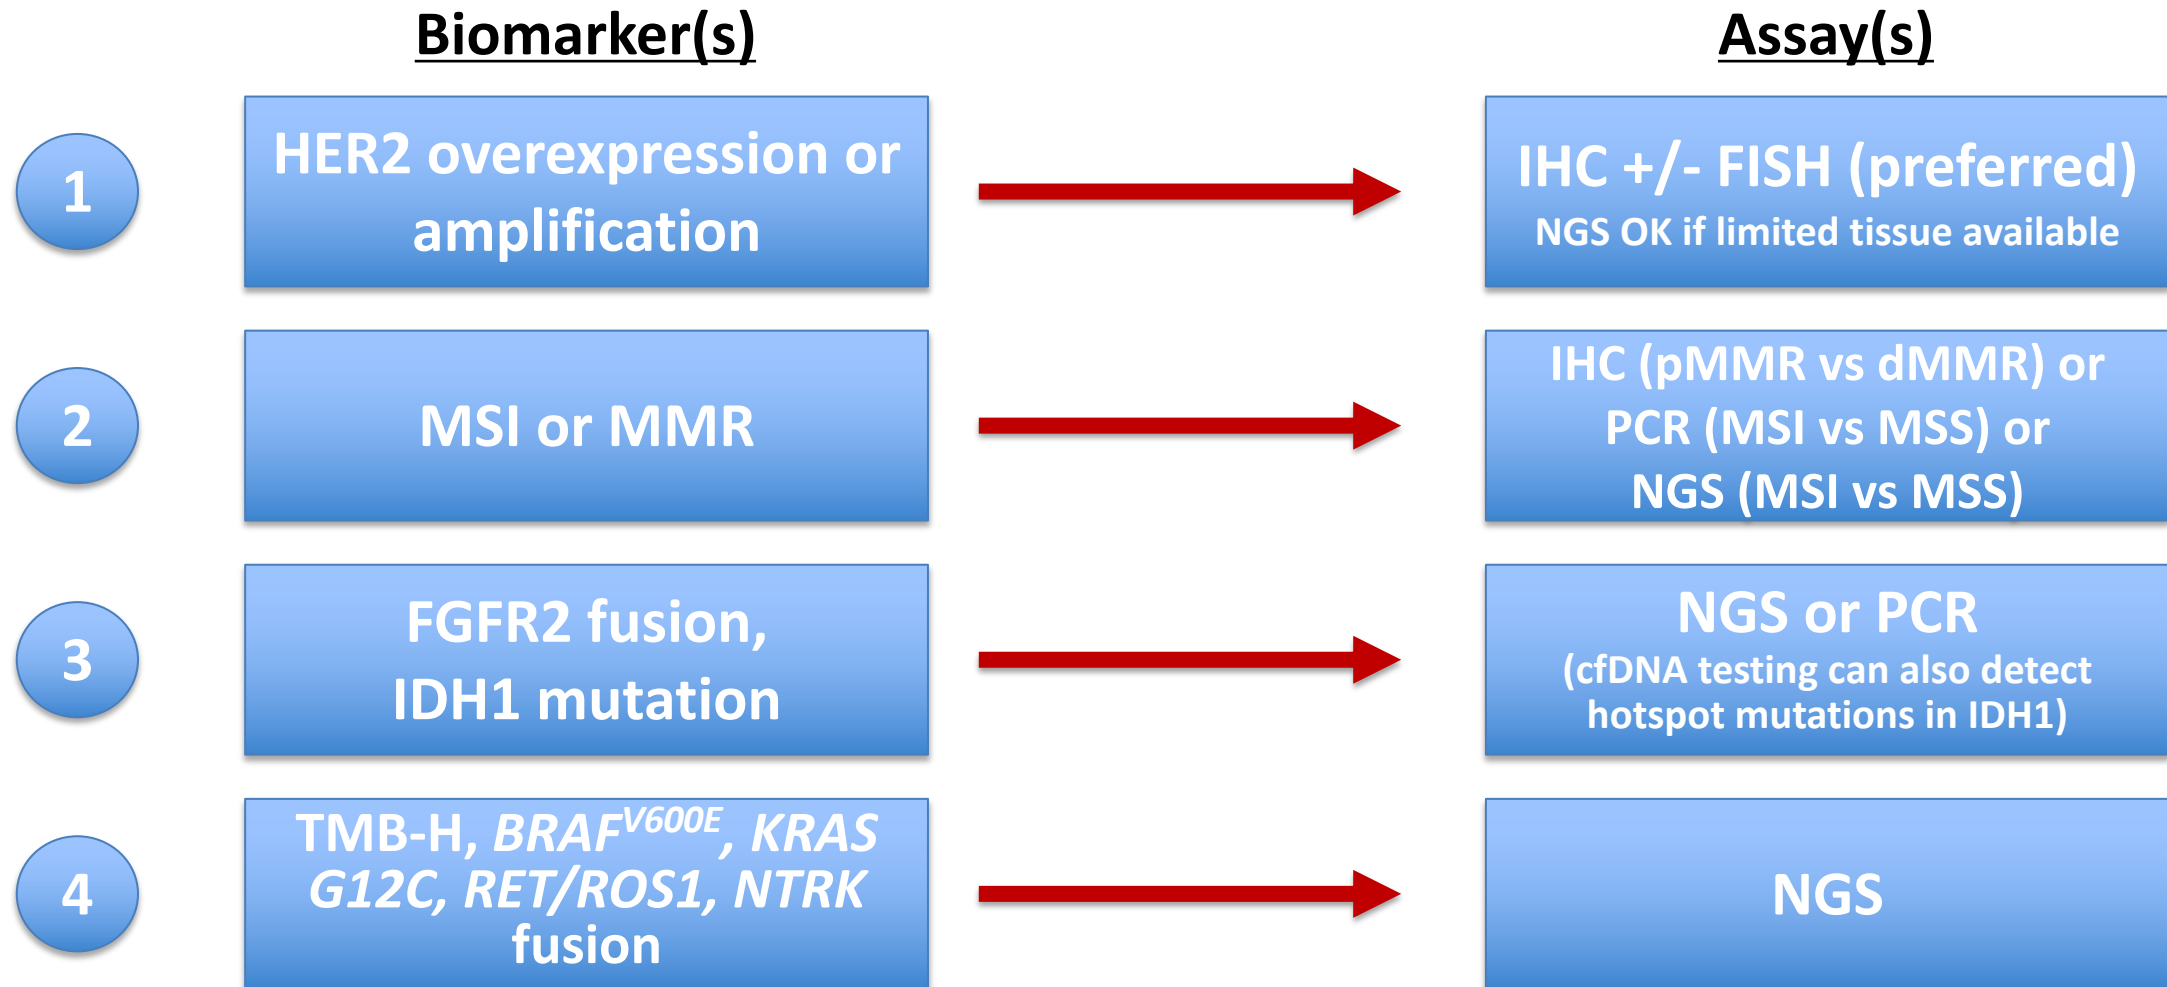 Biomarker(s)
Assay(s)
1
HER2 overexpression or
amplification
IHC +/- FISH (preferred)
NGS OK if limited tissue available
2
MSI or MMR
IHC (pMMR vs dMMR) or
PCR (MSI vs MSS) or
NGS (MSI vs MSS)
3
FGFR2 fusion,
IDH1 mutation
NGS or PCR
(cfDNA testing can also detect
hotspot mutations in IDH1)
4
TMB-H, BRAFV600E, KRAS
G12C, RET/ROS1, NTRK
fusion
NGS